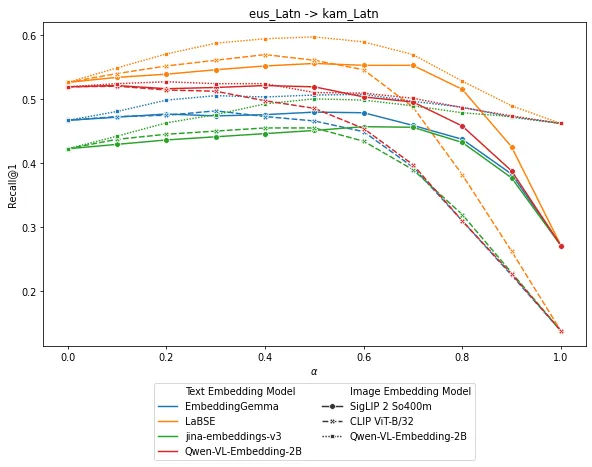 eus_Latn -> kam_Latn
Recall@1
0.6
0.5
0.4
0.3
0.2
0.0 0.2 0.4 0.6 0.8 1.0
α
Text Embedding Model Image Embedding Model
EmbeddingGemma SigLIP 2 So400m
LaBSE CLIP ViT-B/32
jina-embeddings-v3 Qwen-VL-Embedding-2B
Qwen-VL-Embedding-2B